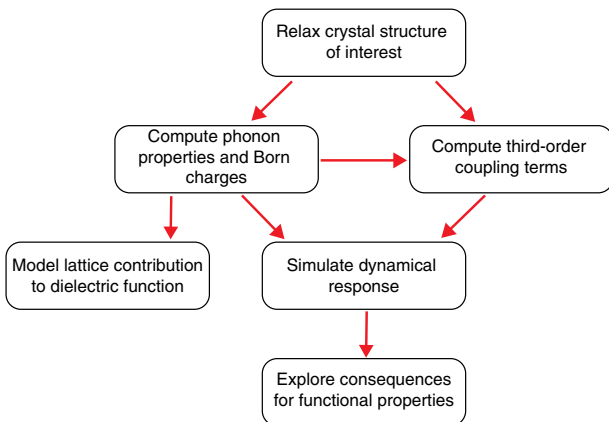 Relax crystal structure
of interest
Compute phonon
properties and Born
charges
Compute third-order
coupling terms
Model lattice contribution
to dielectric function
Simulate dynamical
response
Explore consequences
for functional properties